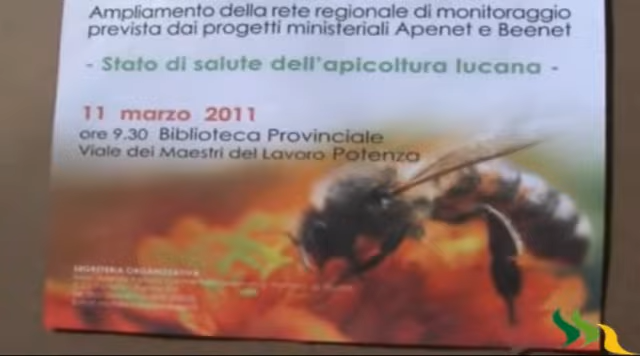 Ampliamento della rete regionale di monitoraggio
prevista dai progetti ministeriali Apenet e Beenet
- Stato di salute dell'apicoltura lucana -
11 marzo 2011
ore 9.30 Biblioteca Provinciale
Viale dei Maestri del Lavoro Potenza
SEGRETERIA ORGANIZZATIVA